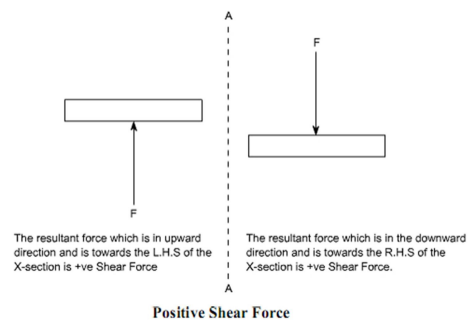 A
F
F
The resultant force which is in upward
direction and is towards the L.H.S of the
X-section is +ve Shear Force
The resultant force which is in the downward
direction and is towards the R.H.S of the
X-section is +ve Shear Force.
A
Positive Shear Force